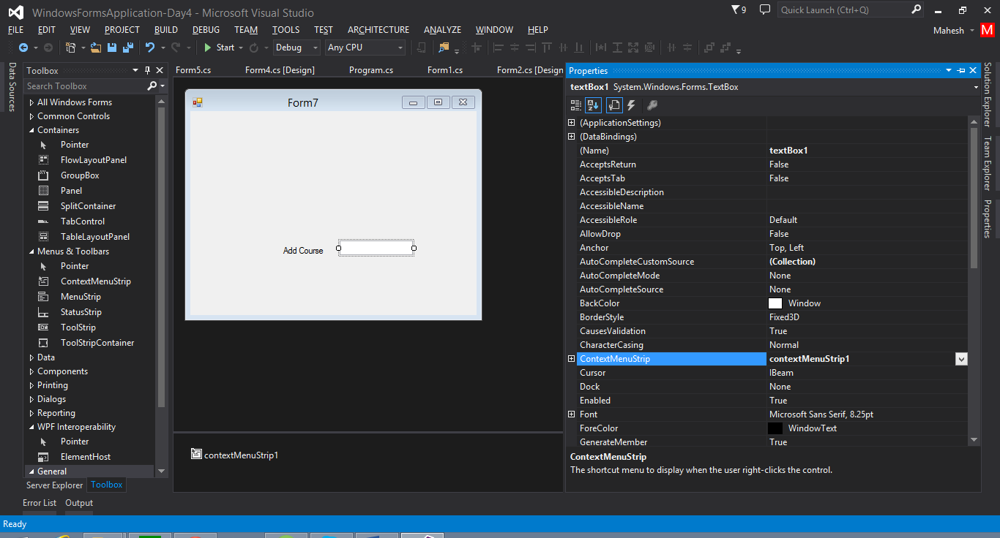 WindowsFormsApplication-Day4 - Microsoft Visual Studio
9
Quick Launch (Ctrl+Q)
FILE EDIT VIEW PROJECT BUILD DEBUG TEAM TOOLS TEST ARCHITECTURE ANALYZE WINDOW HELP
Mahesh M
Start Debug Any CPU
Data Sources
Toolbox
Search Toolbox
All Windows Forms
Common Controls
Containers
Pointer
FlowLayoutPanel
GroupBox
Panel
SplitContainer
TabControl
TableLayoutPanel
Menus & Toolbars
Pointer
ContextMenuStrip
MenuStrip
StatusStrip
ToolStrip
ToolStripContainer
Data
Components
Printing
Dialogs
Reporting
WPF Interoperability
Pointer
ElementHost
General
Server Explorer Toolbox
Form5.cs Form4.cs [Design] Program.cs Form1.cs Form2.cs [Design
Form7
Add Course
contextMenuStrip1
Properties
textBox1 System.Windows.Forms.TextBox
(ApplicationSettings)
(DataBindings)
(Name) textBox1
AcceptsReturn False
AcceptsTab False
AccessibleDescription
AccessibleName
AccessibleRole Default
AllowDrop False
Anchor Top, Left
AutoCompleteCustomSource (Collection)
AutoCompleteMode None
AutoCompleteSource None
BackColor Window
BorderStyle Fixed3D
CausesValidation True
CharacterCasing Normal
ContextMenuStrip contextMenuStrip1
Cursor IBeam
Dock None
Enabled True
Font Microsoft Sans Serif, 8.25pt
ForeColor WindowText
GenerateMember True
ContextMenuStrip
The shortcut menu to display when the user right-clicks the control.
Solution Explorer
Team Explorer
Properties
Error List Output
Ready